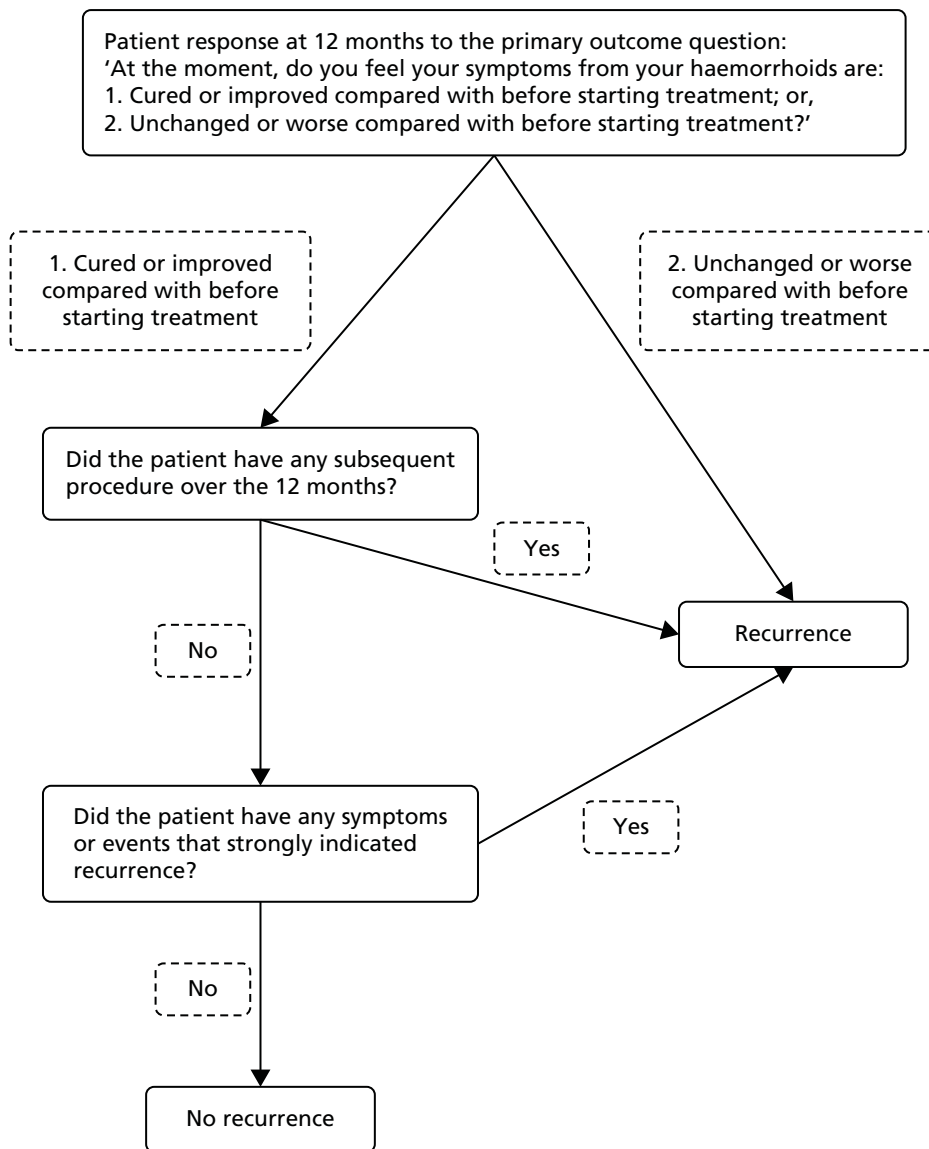 Patient response at 12 months to the primary outcome question:
‘At the moment, do you feel your symptoms from your haemorrhoids are:
1. Cured or improved compared with before starting treatment; or,
2. Unchanged or worse compared with before starting treatment?’
1. Cured or improved
compared with before
starting treatment
2. Unchanged or worse
compared with before
starting treatment
Did the patient have any subsequent
procedure over the 12 months?
Yes
Recurrence
No
Did the patient have any symptoms
or events that strongly indicated
recurrence?
Yes
No
No recurrence